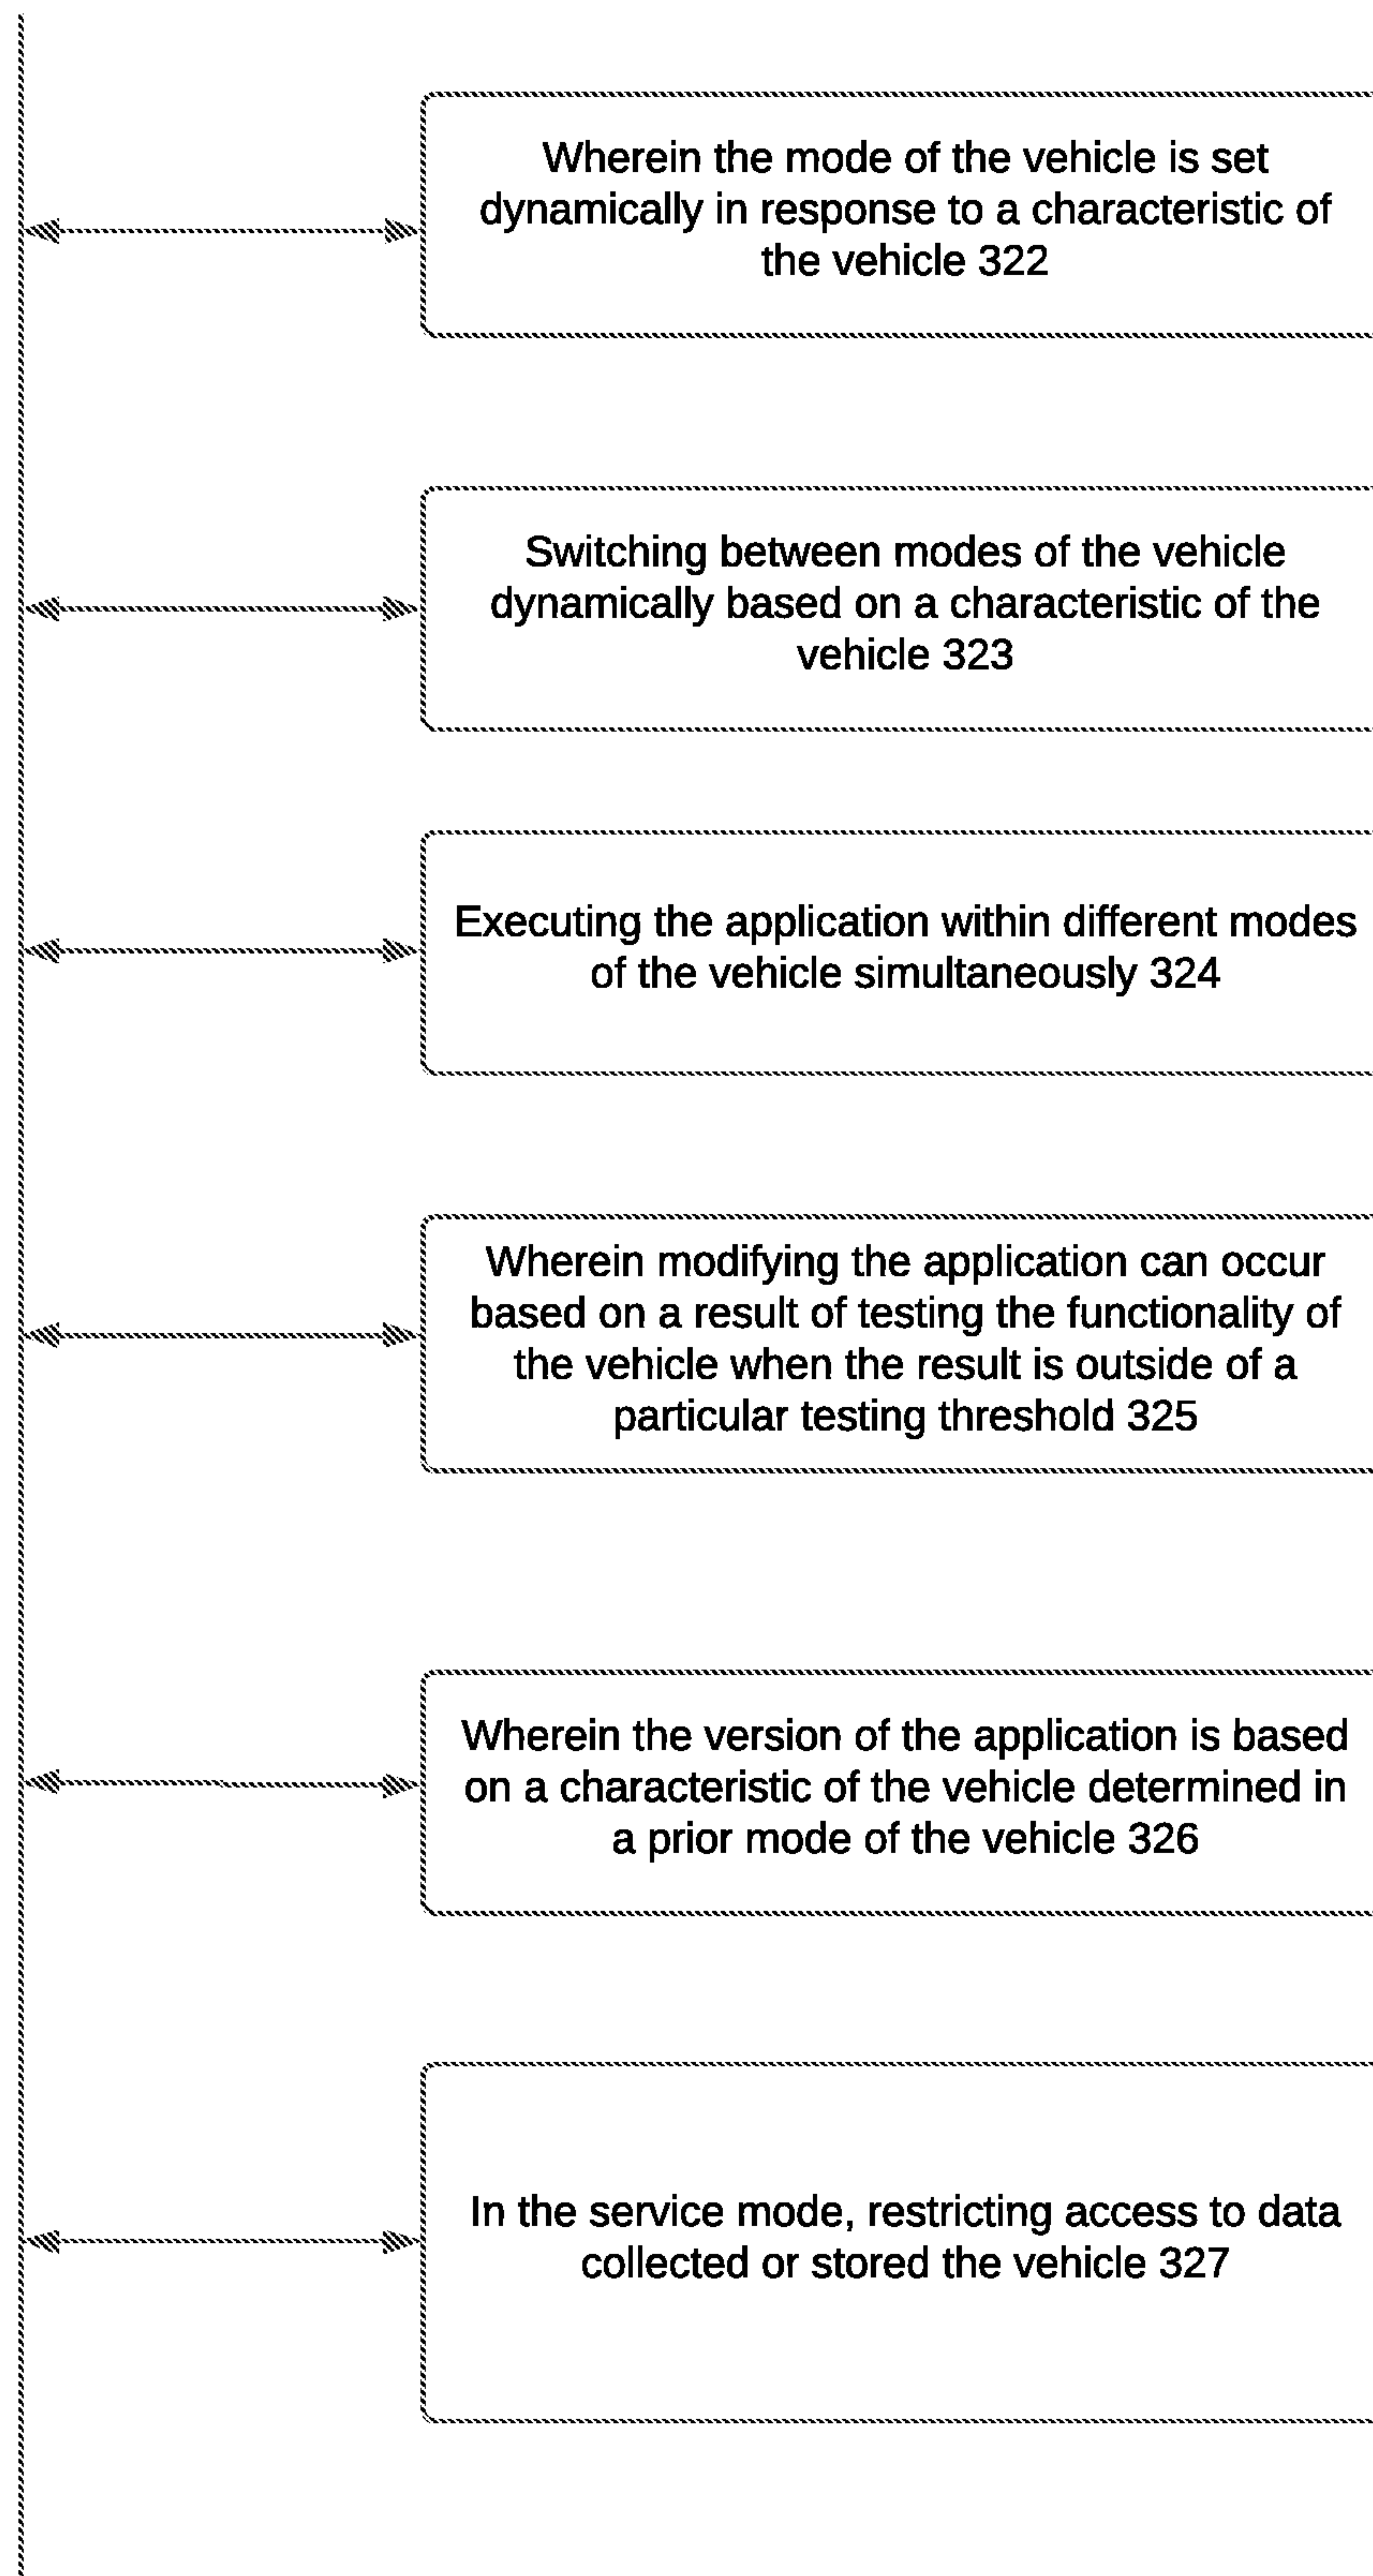 Wherein the mode of the vehicle is set
dynamically in response to a characteristic of
the vehicle 322
Switching between modes of the vehicle
dynamically based on a characteristic of the
vehicle 323
Executing the application within different modes
of the vehicle simultaneously 324
Wherein modifying the application can occur
based on a result of testing the functionality of
the vehicle when the result is outside of a
particular testing threshold 325
Wherein the version of the application is based
on a characteristic of the vehicle determined in
a prior mode of the vehicle 326
In the service mode, restricting access to data
collected or stored the vehicle 327